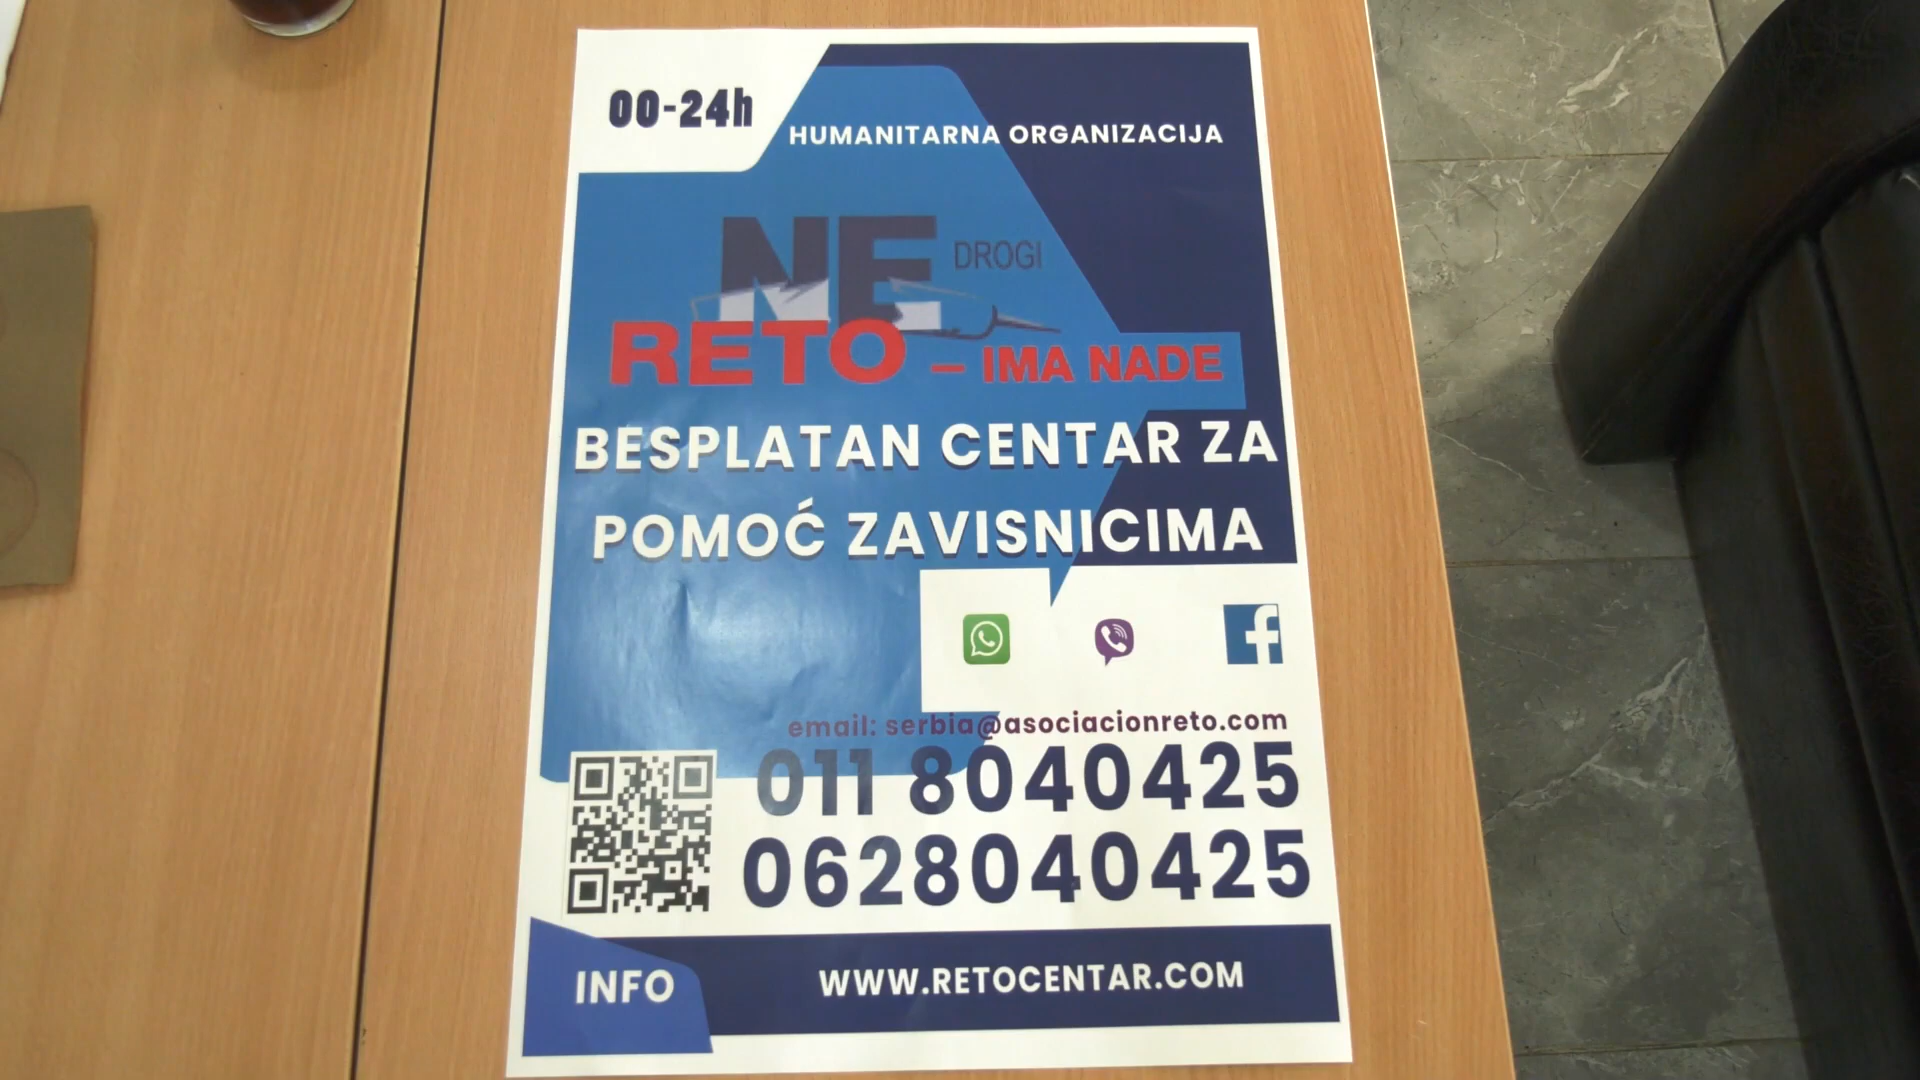 00-24h
HUMANITARNA ORGANIZACIJA
NE DROGI
RETO – IMA NADE
BESPLATAN CENTAR ZA
POMOĆ ZAVISNICIMA
email: serbia@asociacionreto.com
011 8040425
0628040425
INFO
WWW.RETOCENTAR.COM